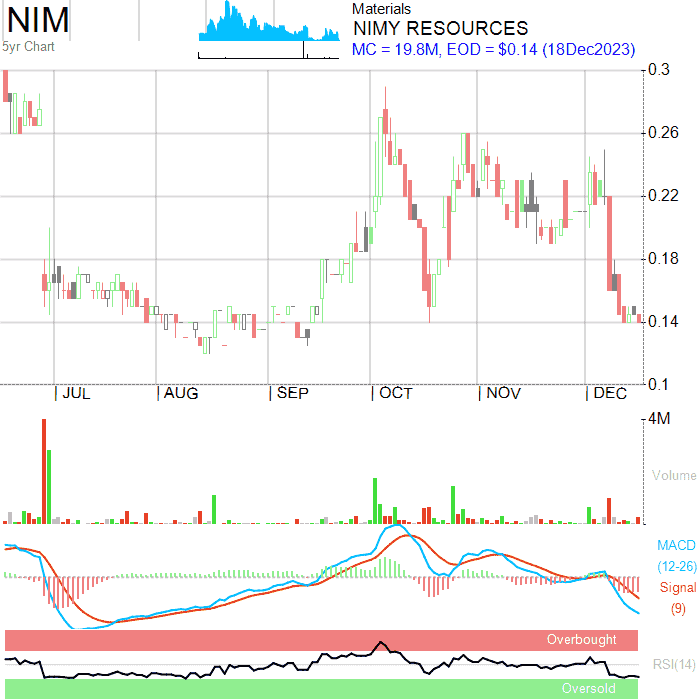 NIM
5yr Chart
Materials
NIMY RESOURCES
MC = 19.8M, EOD = $0.14 (18Dec2023)
0.3
0.26
0.22
0.18
0.14
0.1
JUL AUG SEP OCT NOV DEC
4M
Volume
MACD
(12-26)
Signal
(9)
Overbought
RSI(14)
Oversold